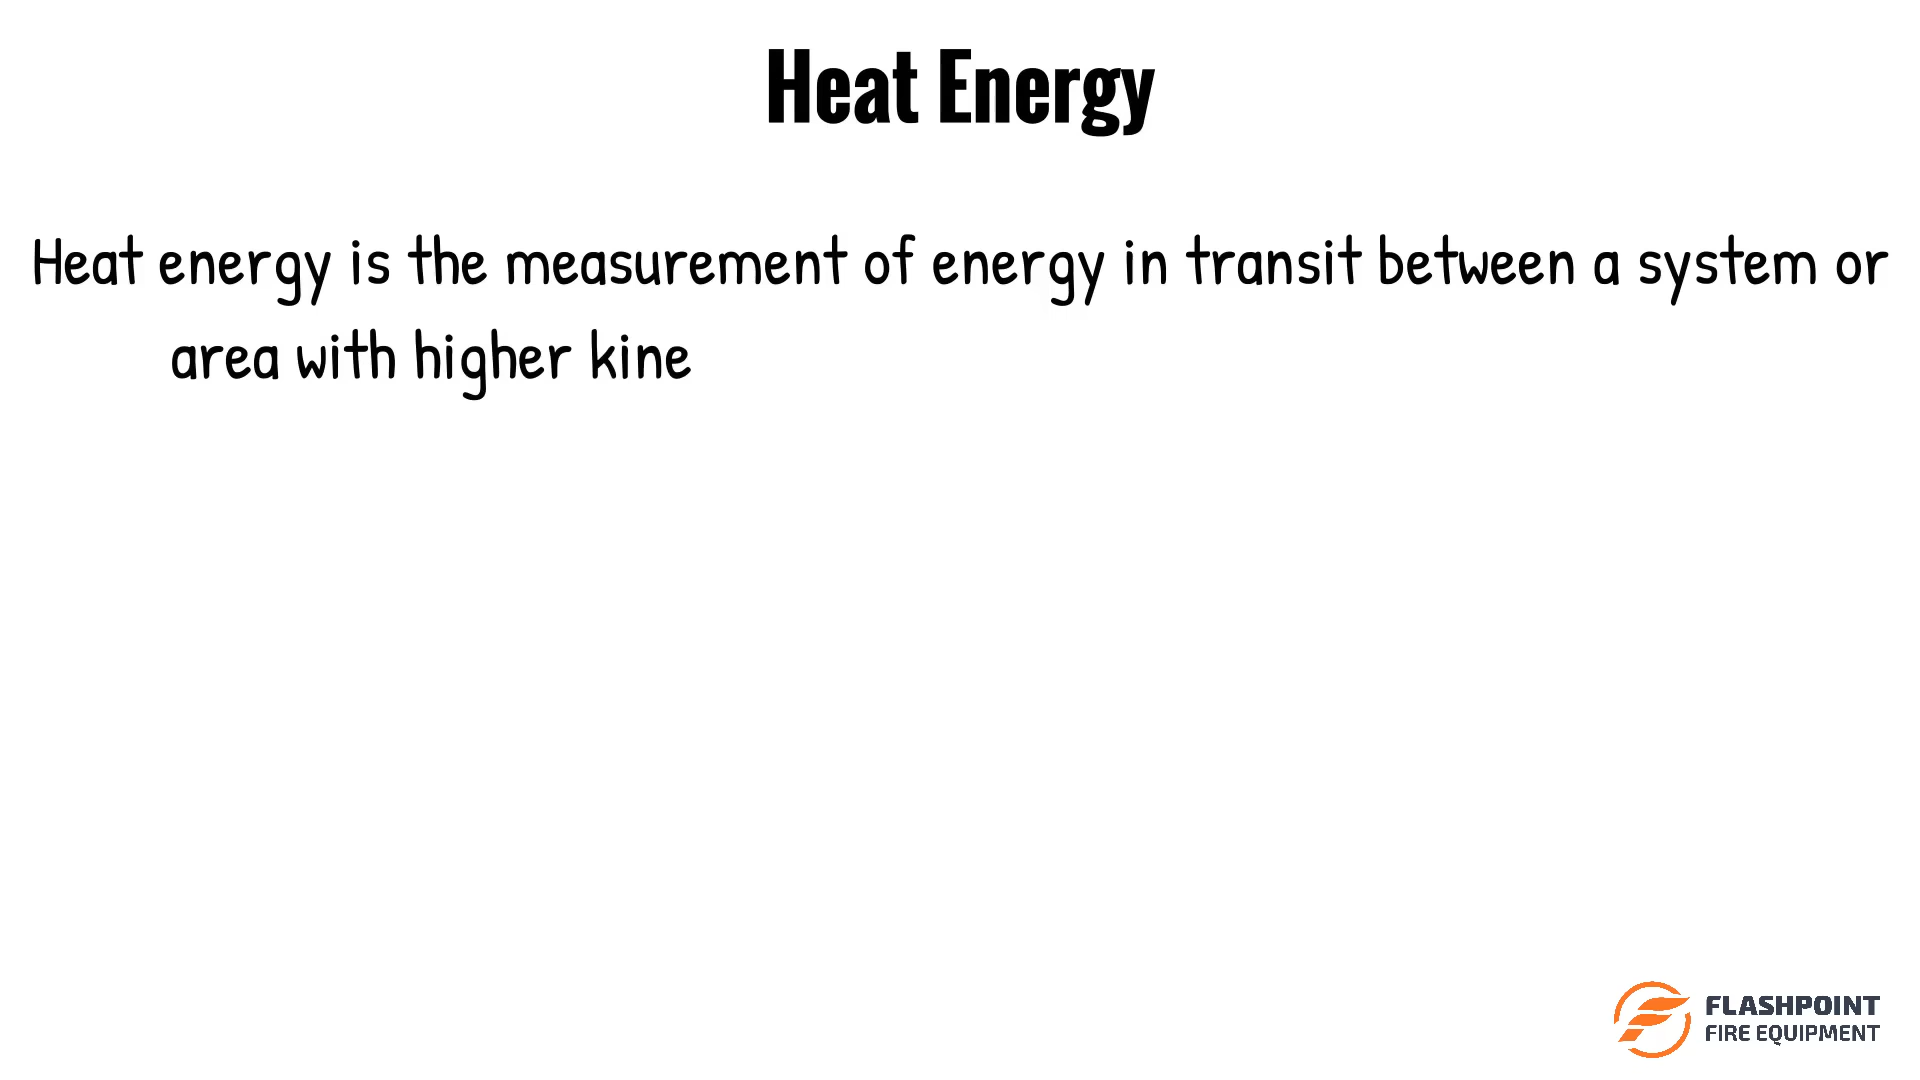 Heat Energy
Heat energy is the measurement of energy in transit between a system or
area with higher kine
FLASHPOINT
FIRE EQUIPMENT